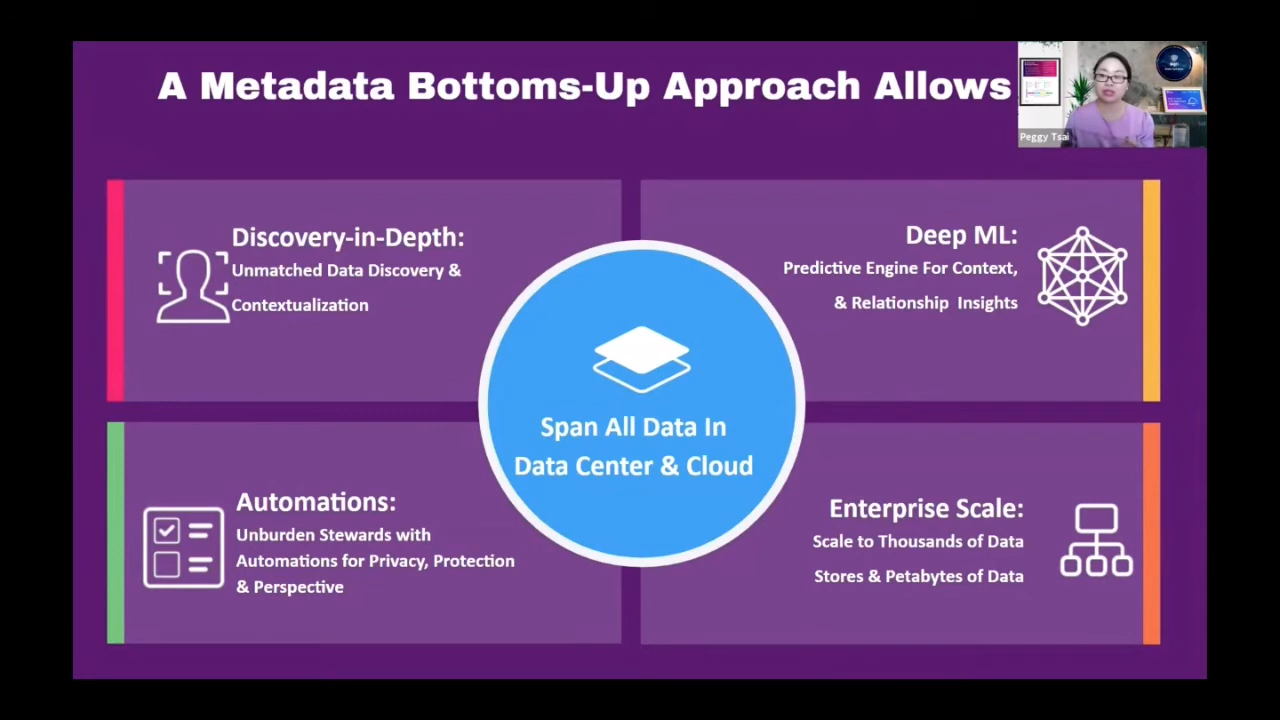 A Metadata Bottoms-Up Approach Allows
Peggy Tsai
Discovery-in-Depth:
Unmatched Data Discovery &
Contextualization
Deep ML:
Predictive Engine For Context,
& Relationship Insights
Span All Data In
Data Center & Cloud
Automations:
Unburden Stewards with
Automations for Privacy, Protection
& Perspective
Enterprise Scale:
Scale to Thousands of Data
Stores & Petabytes of Data